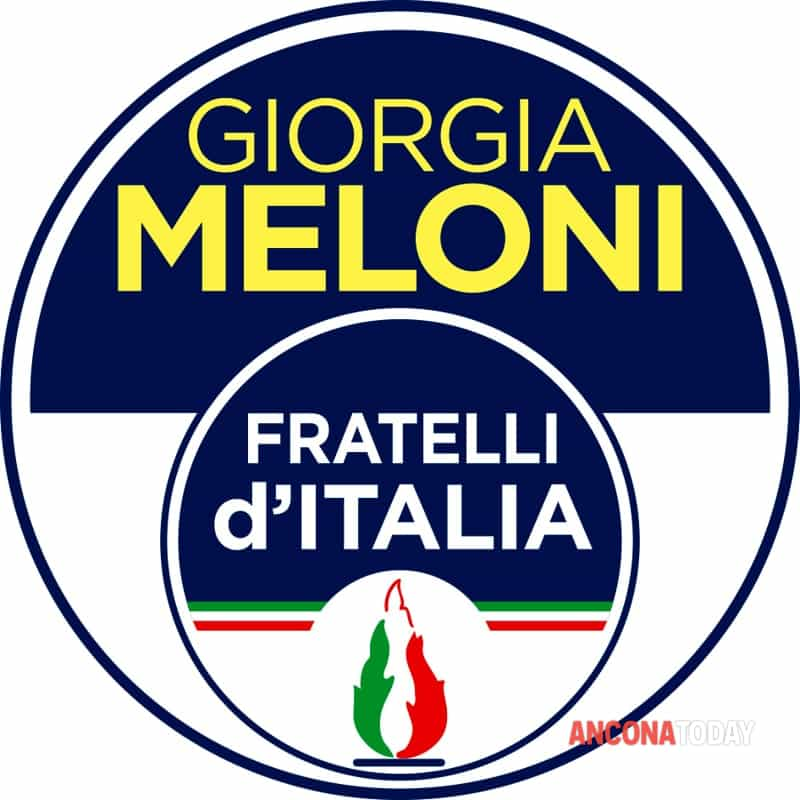 GIORGIA
MELONI
FRATELLI
d'ITALIA
ANCONATODAY